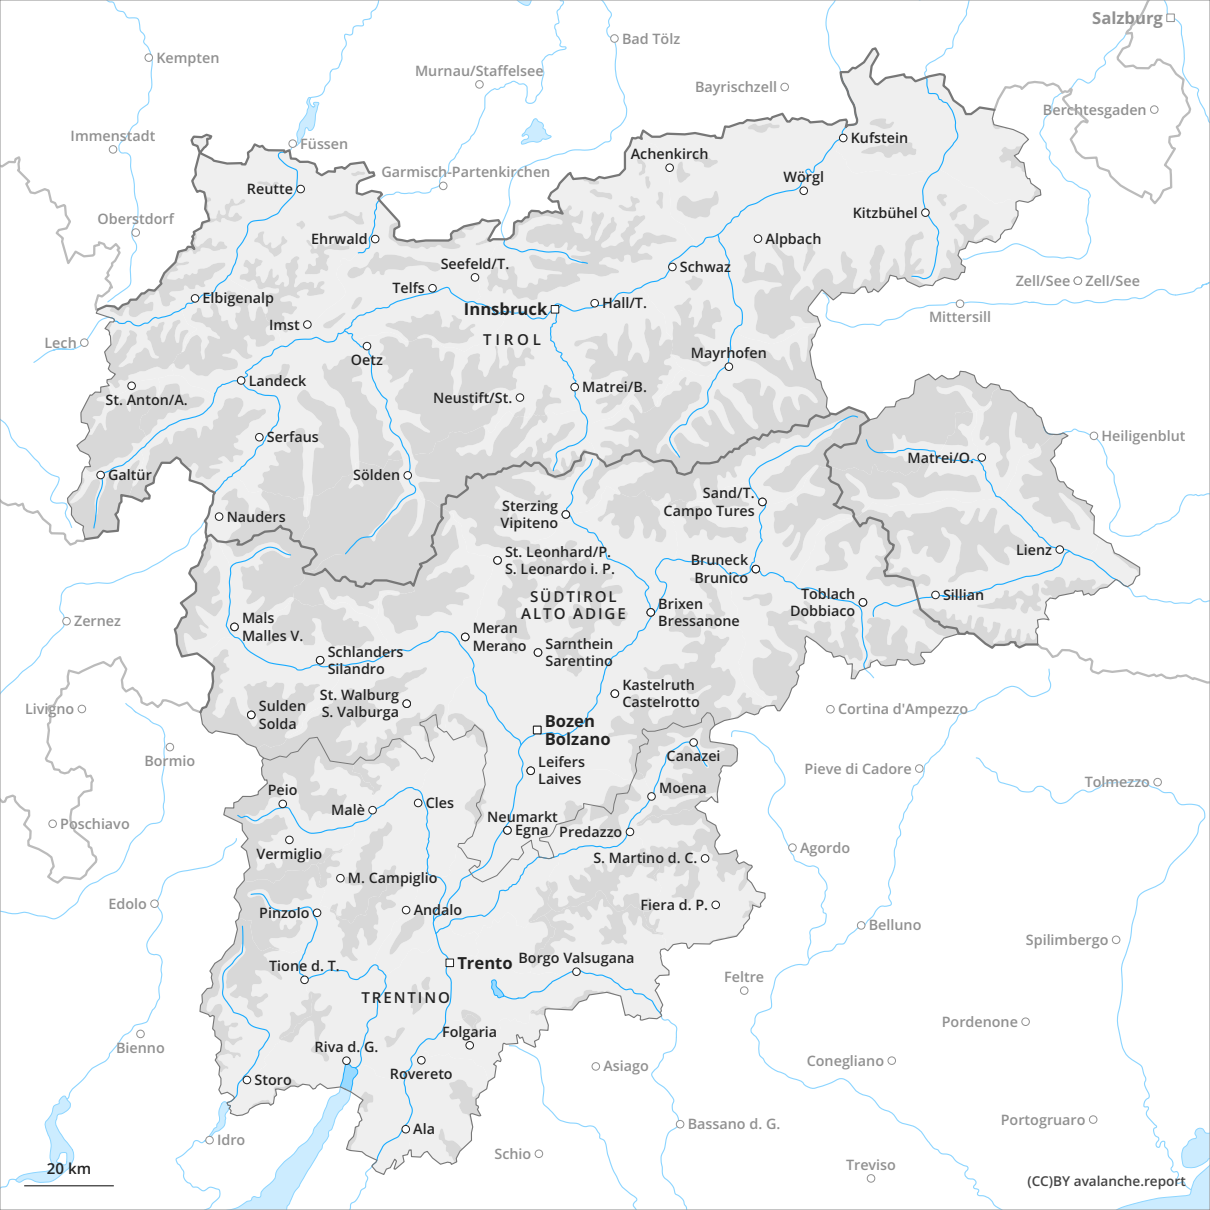 Salzburg
Kempten
Bad Tölz
Murnau/Staffelsee
Bayrischzell
Berchtesgaden
Immenstadt
Füssen
Kufstein
Achenkirch
Garmisch-Partenkirchen
Reutte
Wörgl
Oberstdorf
Kitzbühel
Ehrwald
Alpbach
Seefeld/T.
Schwaz
Zell/See
Zell/See
Telfs
Elbigenalp
Innsbruck
Hall/T.
Mittersill
Imst
TIROL
Lech
Oetz
Mayrhofen
Landeck
Matrei/B.
St. Anton/A.
Neustift/St.
Serfaus
Heiligenblut
Matrei/O.
Galtür
Sölden
Sand/T.
Campo Tures
Sterzing
Vipiteno
Nauders
St. Leonhard/P.
S. Leonardo i. P.
Lienz
Bruneck
Brunico
SÜDTIROL
ALTO ADIGE
Toblach
Dobbiaco
Sillian
Brixen
Bressanone
Zernez
Mals
Malles V.
Meran
Merano
Sarnthein
Sarentino
Schlanders
Silandro
Kastelruth
Castelrotto
St. Walburg
S. Valburga
Sulden
Solda
Livigno
Cortina d'Ampezzo
Bozen
Bolzano
Bormio
Canazei
Leifers
Laives
Pieve di Cadore
Tolmezzo
Peio
Moena
Malè
Cles
Neumarkt
Egna
Predazzo
Poschiavo
Vermiglio
Agordo
S. Martino d. C.
M. Campiglio
Edolo
Pinzolo
Andalo
Fiera d. P.
Belluno
Spilimbergo
Trento
Borgo Valsugana
Tione d. T.
Feltre
TRENTINO
Pordenone
Folgaria
Bienno
Riva d. G.
Conegliano
Asiago
Rovereto
Storo
Portogruaro
Bassano d. G.
Ala
Idro
Schio
Treviso
20 km
(CC)BY avalanche.report